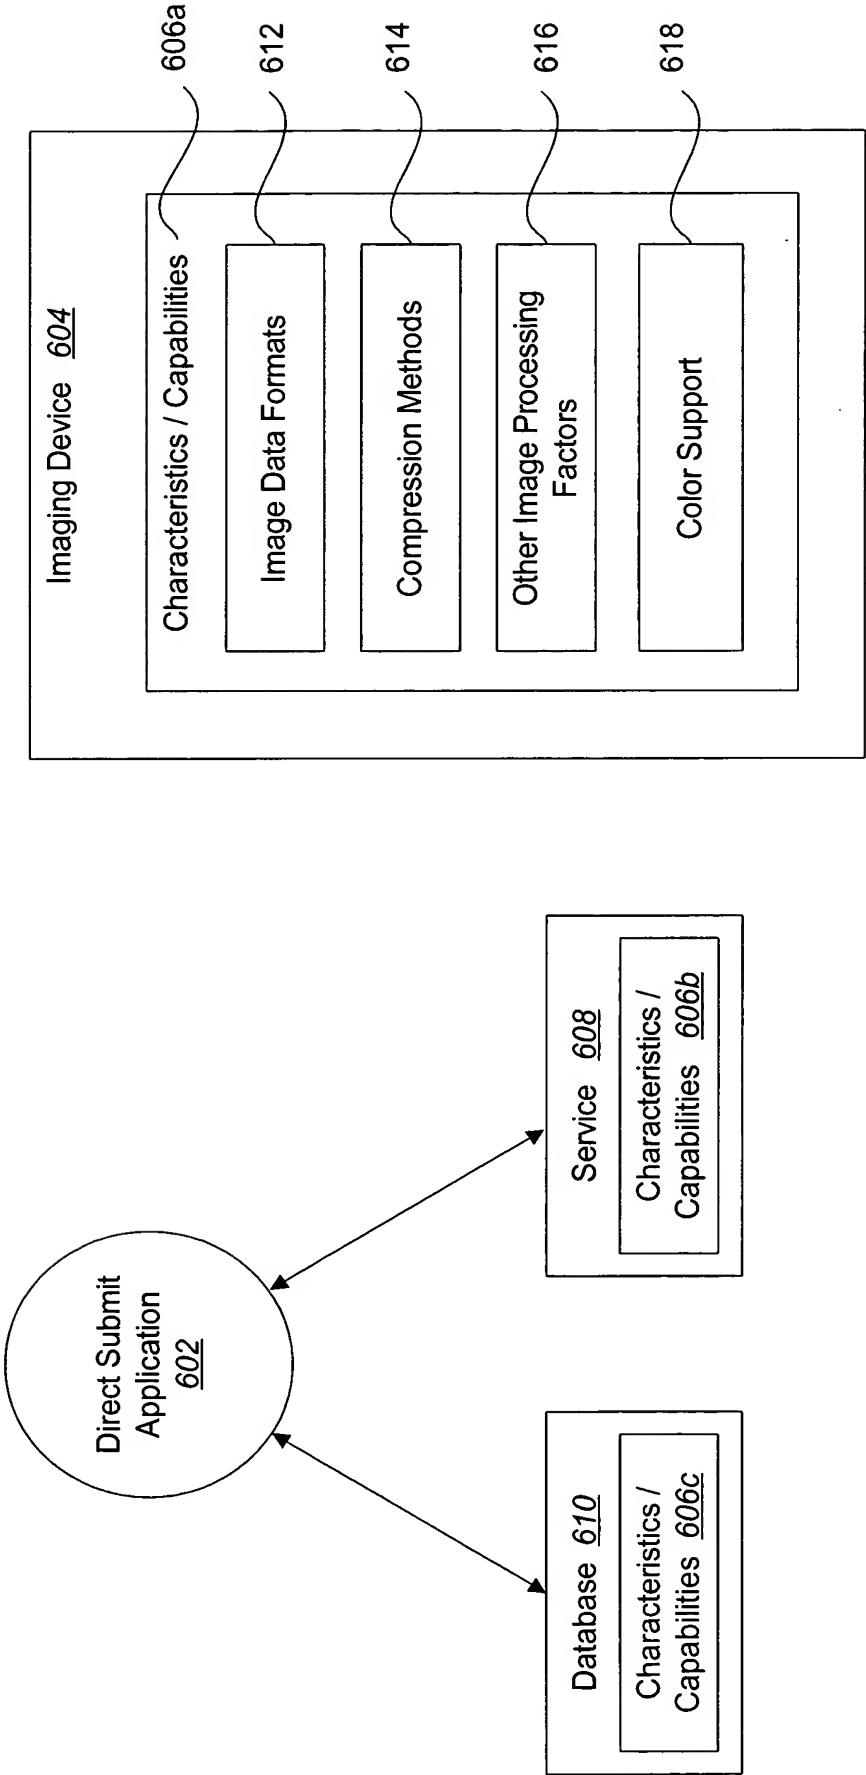 Direct Submit
Application
602
Database 610
Characteristics /
Capabilities 606c
Service 608
Characteristics /
Capabilities 606b
Imaging Device 604
Characteristics / Capabilities
606a
Image Data Formats
612
Compression Methods
614
Other Image Processing
Factors
616
Color Support
618